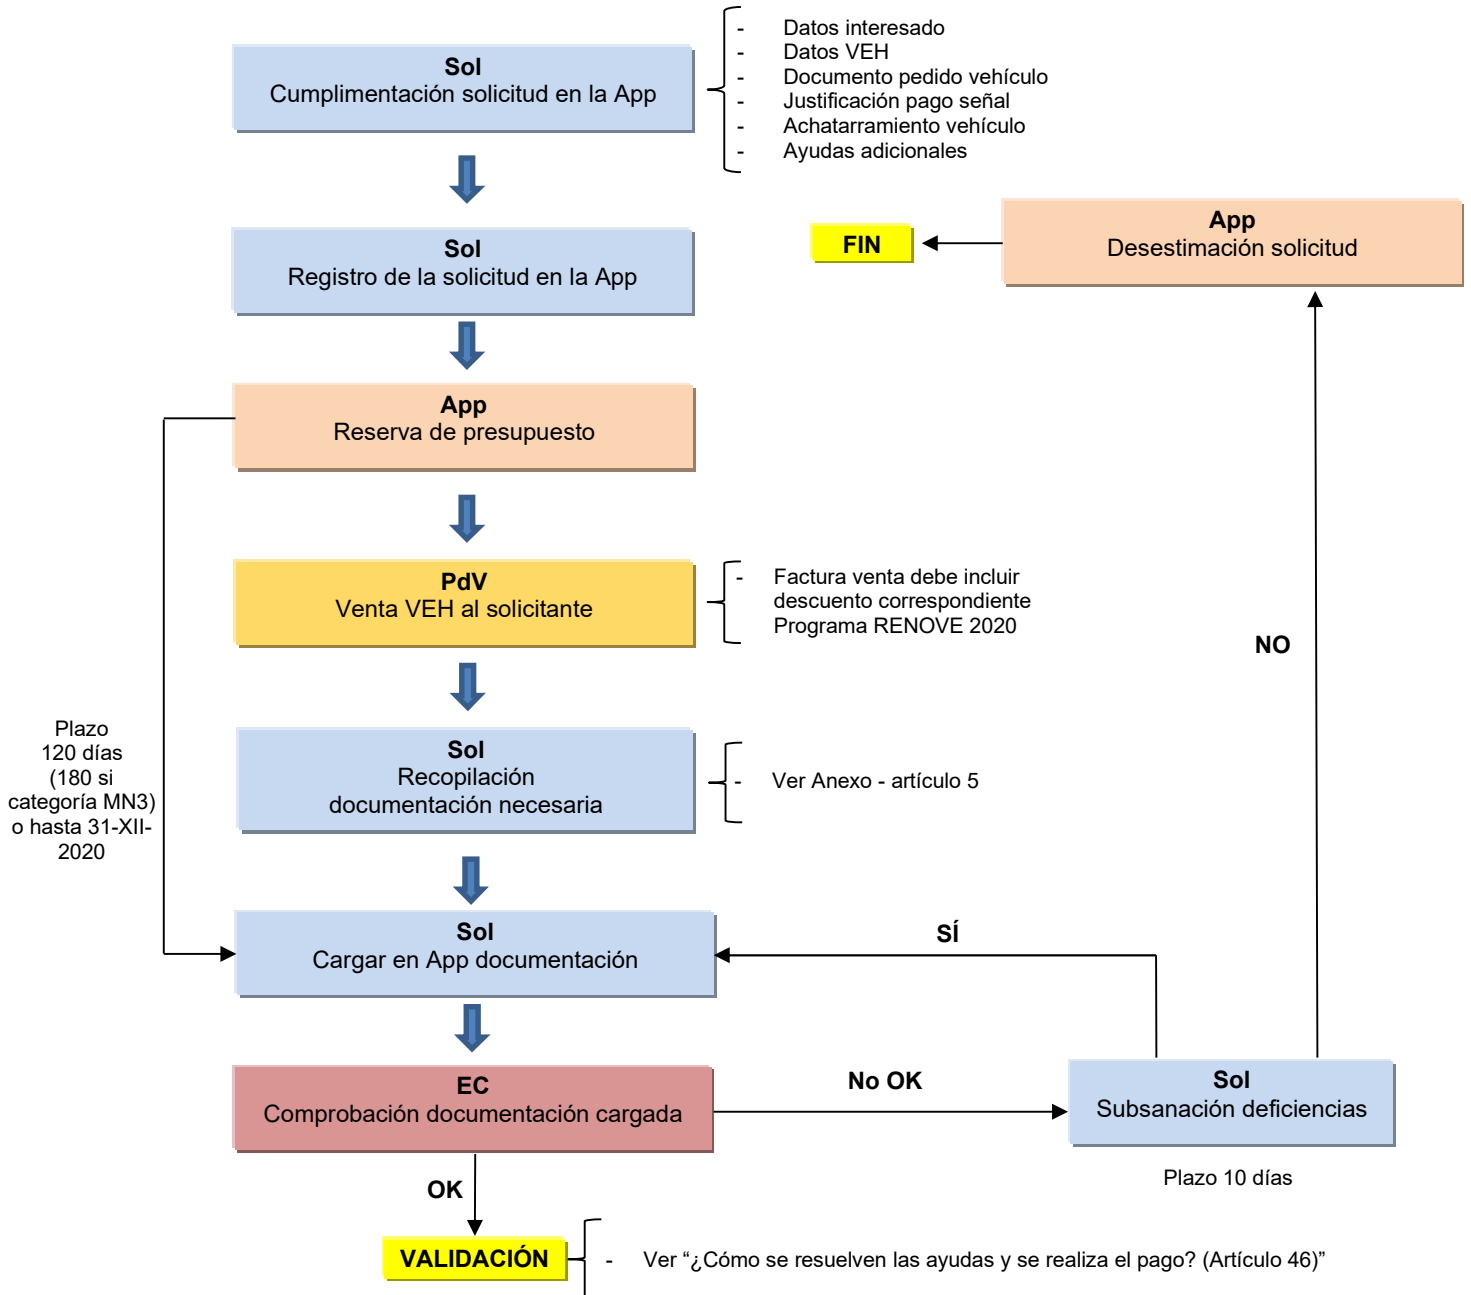 Sol
Cumplimentación solicitud en la App
- Datos interesado
- Datos VEH
- Documento pedido vehículo
- Justificación pago señal
- Achatarramiento vehículo
- Ayudas adicionales
Sol
Registro de la solicitud en la App
FIN
App
Desestimación solicitud
App
Reserva de presupuesto
PdV
Venta VEH al solicitante
- Factura venta debe incluir
descuento correspondiente
Programa RENOVE 2020
NO
Plazo
120 días
(180 si
categoría MN3)
o hasta 31-XII-
2020
Sol
Recopilación
documentación necesaria
- Ver Anexo - artículo 5
Sol
Cargar en App documentación
SÍ
EC
Comprobación documentación cargada
No OK
Sol
Subsanación deficiencias
Plazo 10 días
OK
VALIDACIÓN
- Ver “¿Cómo se resuelven las ayudas y se realiza el pago? (Artículo 46)”